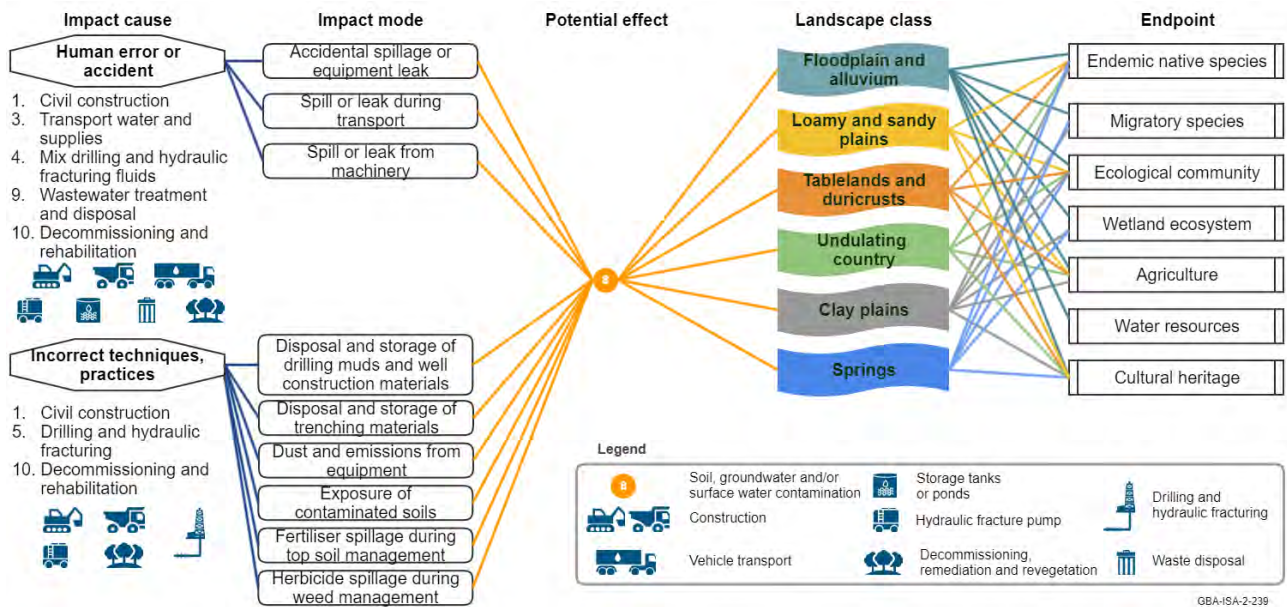 Impact cause
Impact mode
Potential effect
Landscape class
Endpoint
Human error or
accident
1. Civil construction
3. Transport water and
supplies
4. Mix drilling and hydraulic
fracturing fluids
9. Wastewater treatment
and disposal
10. Decommissioning and
rehabilitation
Incorrect techniques,
practices
1. Civil construction
5. Drilling and hydraulic
fracturing
10. Decommissioning and
rehabilitation
Accidental spillage or
equipment leak
Spill or leak during
transport
Spill or leak from
machinery
Disposal and storage of
drilling muds and well
construction materials
Disposal and storage of
trenching materials
Dust and emissions from
equipment
Exposure of
contaminated soils
Fertiliser spillage during
top soil management
Herbicide spillage during
weed management
8
Floodplain and
alluvium
Loamy and sandy
plains
Tablelands and
duricrusts
Undulating
country
Clay plains
Springs
Endemic native species
Migratory species
Ecological community
Wetland ecosystem
Agriculture
Water resources
Cultural heritage
Legend
8
Soil, groundwater and/or
surface water contamination
Construction
Vehicle transport
Storage tanks
or ponds
Hydraulic fracture pump
Decommissioning,
remediation and revegetation
Drilling and
hydraulic fracturing
Waste disposal
GBA-ISA-2-239